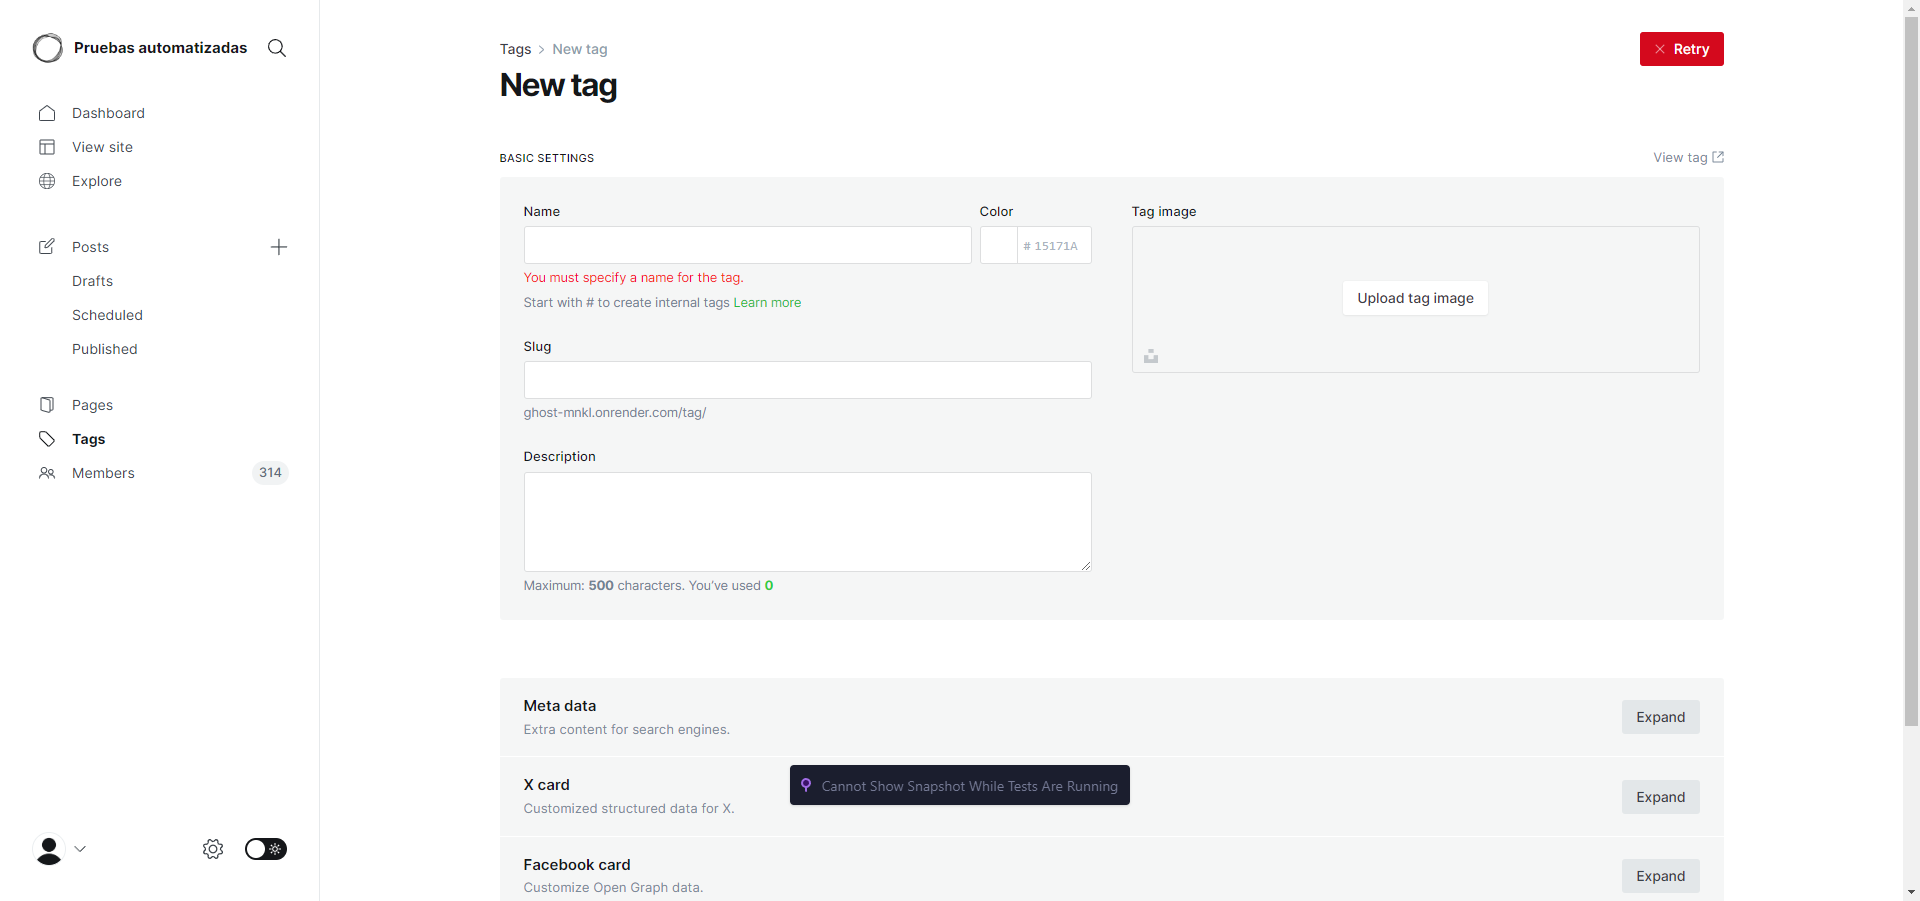 Pruebas automatizadas
Dashboard
View site
Explore
Posts
Drafts
Scheduled
Published
Pages
Tags
Members
314
Tags > New tag
Retry
New tag
BASIC SETTINGS
View tag
Name
Color
# 15171A
You must specify a name for the tag.
Start with # to create internal tags Learn more
Slug
ghost-mnkl.onrender.com/tag/
Description
Maximum: 500 characters. You've used 0
Tag image
Upload tag image
Meta data
Extra content for search engines.
Expand
X card
Customized structured data for X.
Expand
Cannot Show Snapshot While Tests Are Running
Facebook card
Customize Open Graph data.
Expand